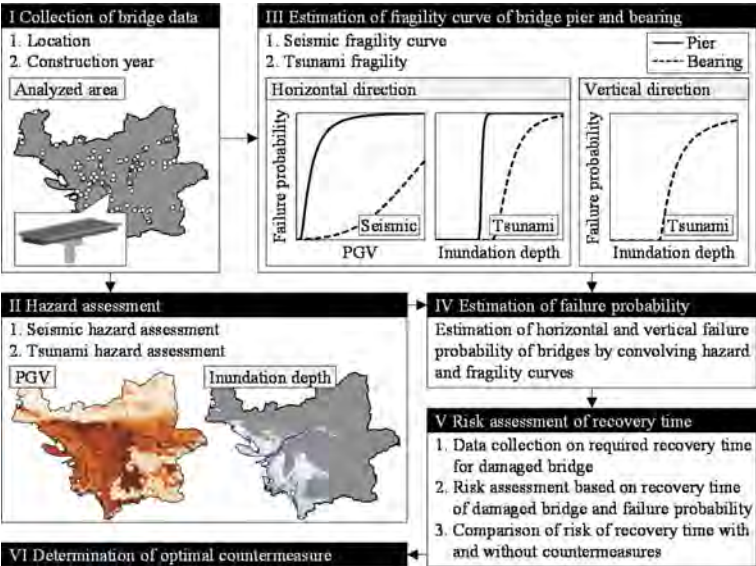 I Collection of bridge data
1. Location
2. Construction year
Analyzed area
III Estimation of fragility curve of bridge pier and bearing
1. Seismic fragility curve
2. Tsunami fragility
Pier
Bearing
Horizontal direction
Failure probability
Seismic
PGV
Tsunami
Inundation depth
Vertical direction
Failure probability
Tsunami
Inundation depth
II Hazard assessment
1. Seismic hazard assessment
2. Tsunami hazard assessment
PGV
Inundation depth
IV Estimation of failure probability
Estimation of horizontal and vertical failure
probability of bridges by convolving hazard
and fragility curves
V Risk assessment of recovery time
1. Data collection on required recovery time
for damaged bridge
2. Risk assessment based on recovery time
of damaged bridge and failure probability
3. Comparison of risk of recovery time with
and without countermeasures
VI Determination of optimal countermeasure